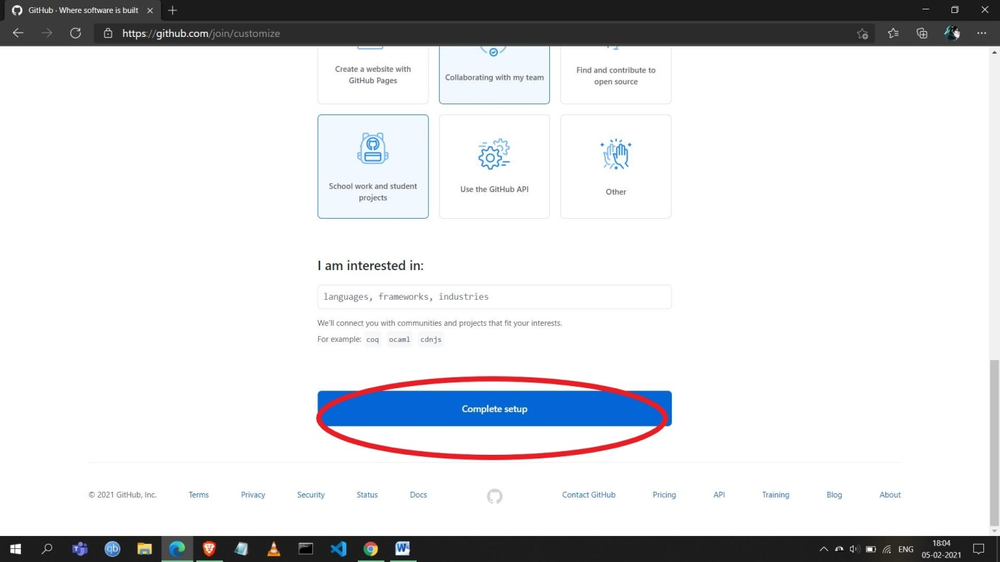 GitHub · Where software is built
https://github.com/join/customize
Create a website with
GitHub Pages
Collaborating with my team
Find and contribute to
open source
School work and student
projects
Use the GitHub API
Other
I am interested in:
languages, frameworks, industries
We'll connect you with communities and projects that fit your interests.
For example: coq ocaml cdnjs
Complete setup
© 2021 GitHub, Inc. Terms Privacy Security Status Docs Contact GitHub Pricing API Training Blog About
qb
ENG
18:04
05-02-2021